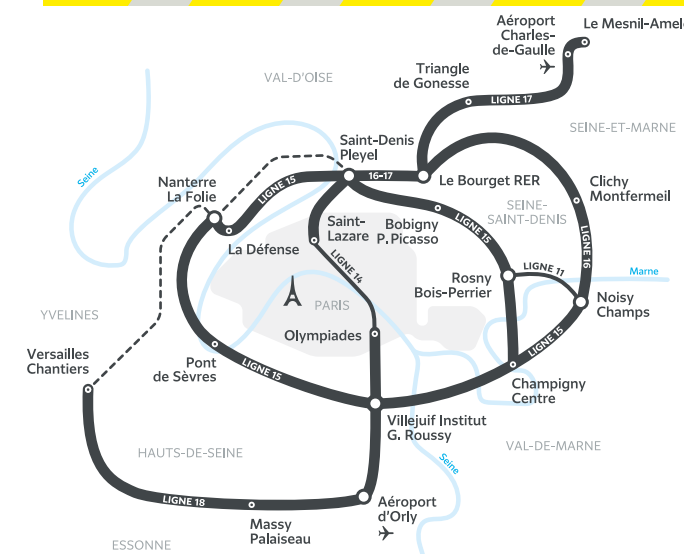 Aéroport
Charles-
de-Gaulle
Le Mesnil-Amel
VAL-D'OISE
Triangle
de Gonesse
LIGNE 17
SEINE-ET-MARNE
Saint-Denis
Pleyel
16-17
Le Bourget RER
Clichy
Montfermeil
Seine
Nanterre
La Folie
LIGNE 15
La Défense
Saint-
Lazare
Bobigny
P. Picasso
LIGNE 15
SEINE-
SAINT-DENIS
LIGNE 16
LIGNE 14
Rosny
Bois-Perrier
LIGNE 11
Marne
Noisy
Champs
PARIS
YVELINES
Olympiades
LIGNE 15
Versailles
Chantiers
Pont
de Sèvres
LIGNE 15
Champigny
Centre
Villejuif Institut
G. Roussy
HAUTS-DE-SEINE
VAL-DE-MARNE
Seine
LIGNE 18
Aéroport
d'Orly
Massy
Palaiseau
ESSONNE